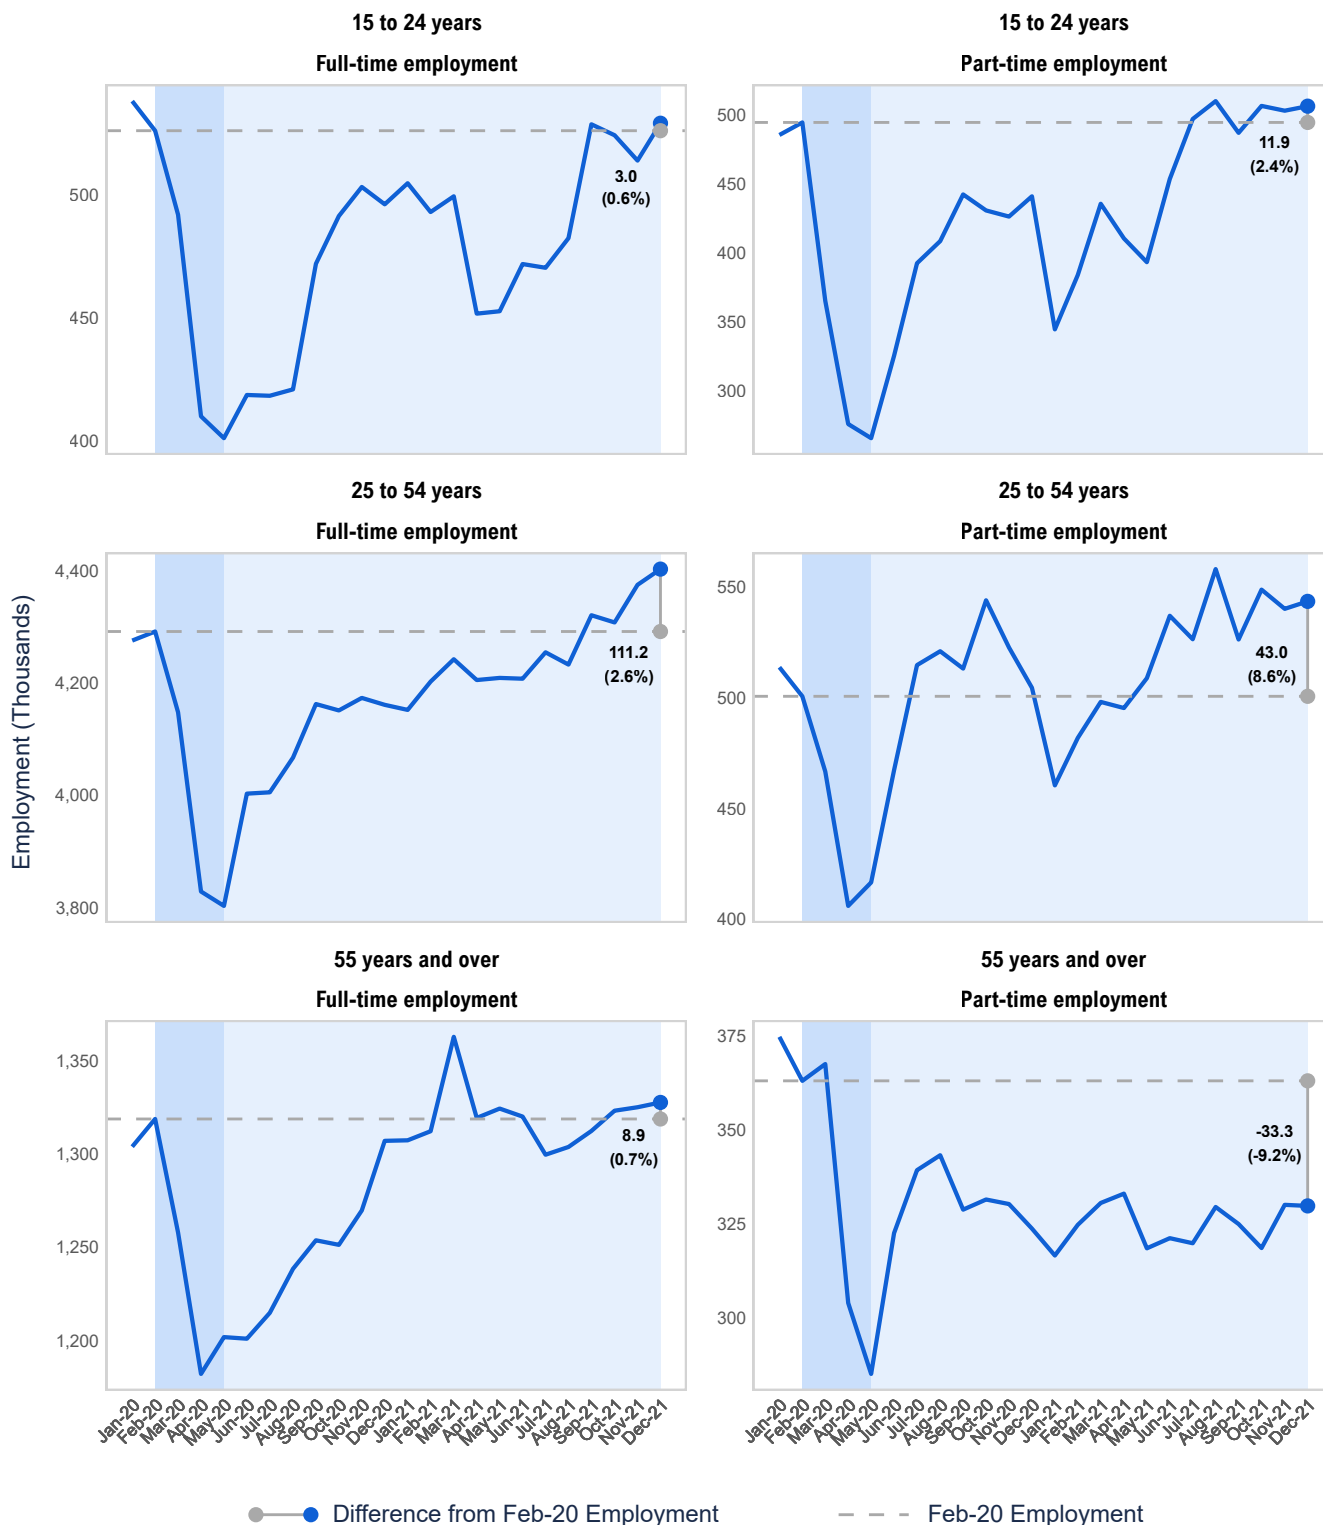 15 to 24 years
Full-time employment
500
450
400
3.0
(0.6%)
15 to 24 years
Part-time employment
500
450
400
350
300
11.9
(2.4%)
Employment (Thousands)
25 to 54 years
Full-time employment
4,400
4,200
4,000
3,800
111.2
(2.6%)
25 to 54 years
Part-time employment
550
500
450
400
43.0
(8.6%)
55 years and over
Full-time employment
1,350
1,300
1,250
1,200
8.9
(0.7%)
Jan-20
Feb-20
Mar-20
Apr-20
May-20
Jun-20
Jul-20
Aug-20
Sep-20
Oct-20
Nov-20
Dec-20
Jan-21
Feb-21
Mar-21
Apr-21
May-21
Jun-21
Jul-21
Aug-21
Sep-21
Oct-21
Nov-21
Dec-21
55 years and over
Part-time employment
375
350
325
300
-33.3
(-9.2%)
Jan-20
Feb-20
Mar-20
Apr-20
May-20
Jun-20
Jul-20
Aug-20
Sep-20
Oct-20
Nov-20
Dec-20
Jan-21
Feb-21
Mar-21
Apr-21
May-21
Jun-21
Jul-21
Aug-21
Sep-21
Oct-21
Nov-21
Dec-21
Difference from Feb-20 Employment
Feb-20 Employment